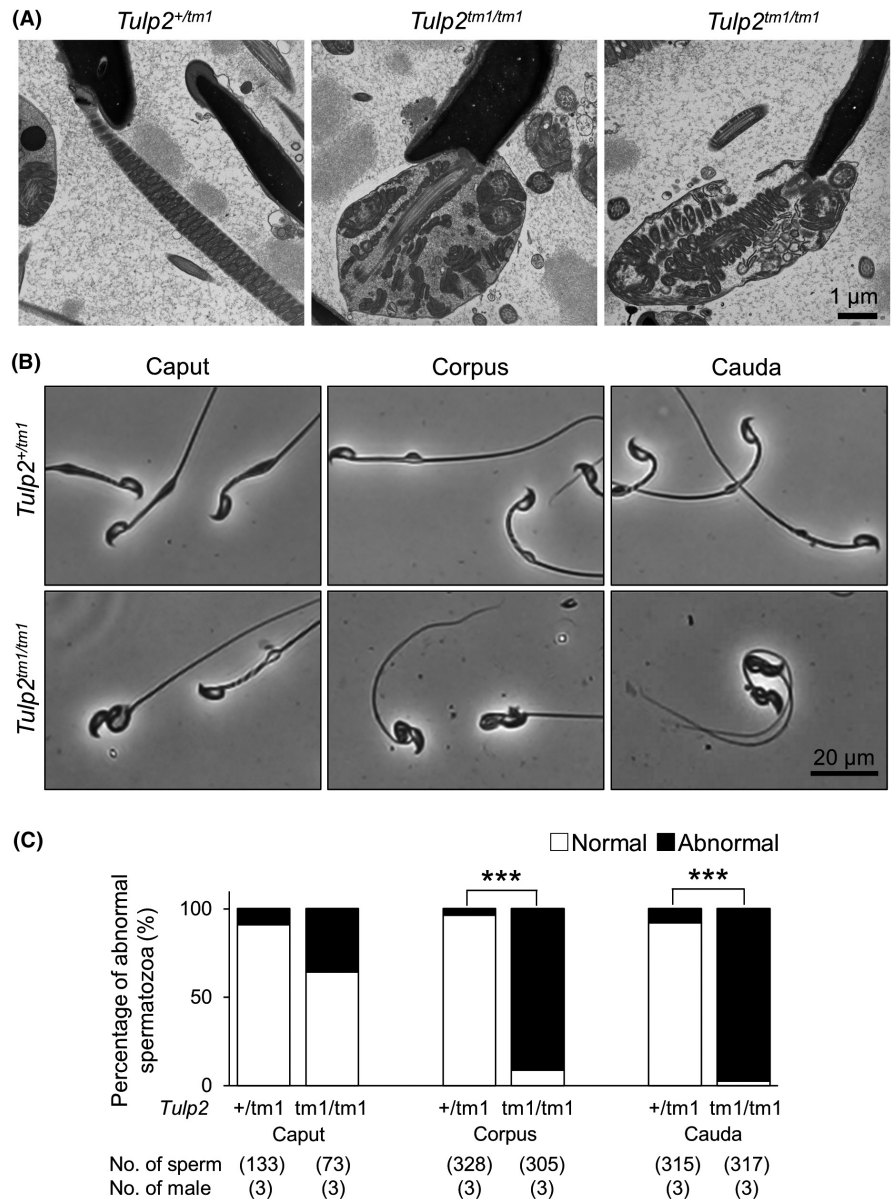 (A)
Tulp2+/tm1 Tulp2tm1/tm1 Tulp2tm1/tm1
1 µm
(B)
Caput Corpus Cauda
Tulp2+/tm1
Tulp2tm1/tm1
20 µm
(C)
Normal Abnormal
*** ***
Percentage of abnormal
spermatozoa (%)
100
50
0
Tulp2 +/tm1 tm1/tm1 +/tm1 tm1/tm1 +/tm1 tm1/tm1
Caput Corpus Cauda
No. of sperm (133) (73) (328) (305) (315) (317)
No. of male (3) (3) (3) (3) (3) (3)